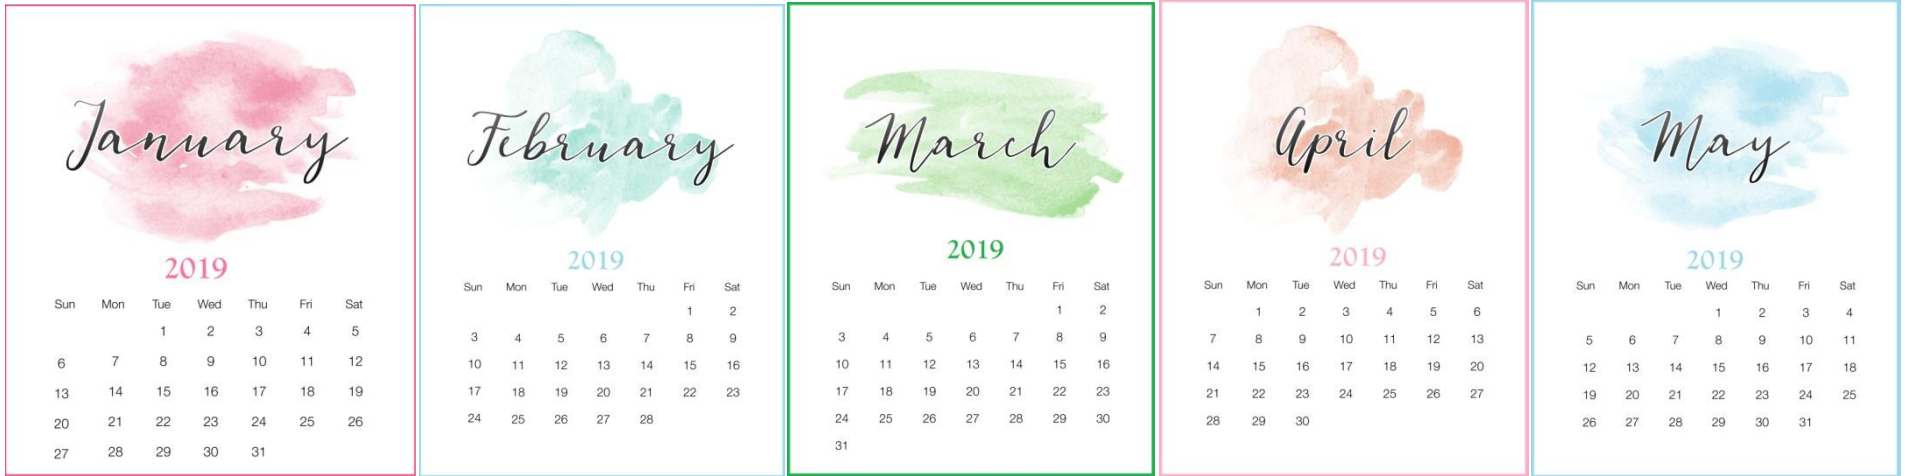 January
2019
Sun Mon Tue Wed Thu Fri Sat
1 2 3 4 5
6 7 8 9 10 11 12
13 14 15 16 17 18 19
20 21 22 23 24 25 26
27 28 29 30 31
February
2019
Sun Mon Tue Wed Thu Fri Sat
1 2
3 4 5 6 7 8 9
10 11 12 13 14 15 16
17 18 19 20 21 22 23
24 25 26 27 28
March
2019
Sun Mon Tue Wed Thu Fri Sat
1 2
3 4 5 6 7 8 9
10 11 12 13 14 15 16
17 18 19 20 21 22 23
24 25 26 27 28 29 30
31
April
2019
Sun Mon Tue Wed Thu Fri Sat
1 2 3 4 5 6
7 8 9 10 11 12 13
14 15 16 17 18 19 20
21 22 23 24 25 26 27
28 29 30
May
2019
Sun Mon Tue Wed Thu Fri Sat
1 2 3 4
5 6 7 8 9 10 11
12 13 14 15 16 17 18
19 20 21 22 23 24 25
26 27 28 29 30 31